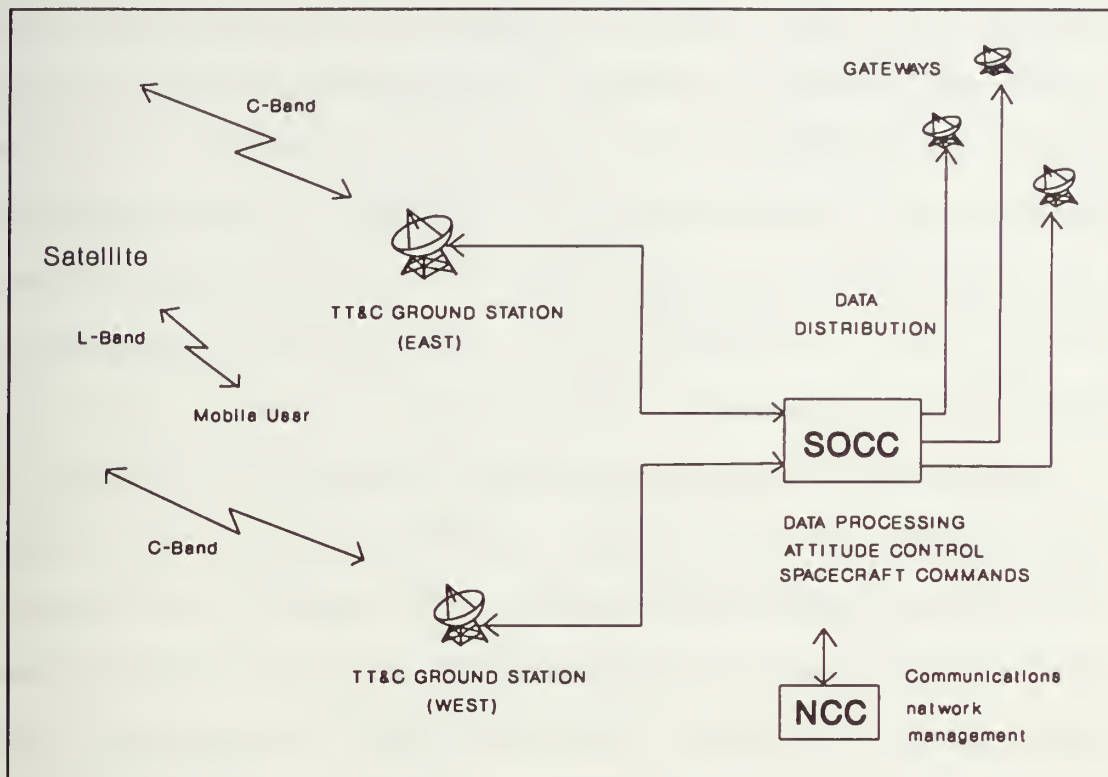 C-Band
GATEWAYS
Satellite
TT&C GROUND STATION
(EAST)
L-Band
Mobile User
DATA
DISTRIBUTION
SOCC
C-Band
DATA PROCESSING
ATTITUDE CONTROL
SPACECRAFT COMMANDS
TT&C GROUND STATION
(WEST)
NCC
Communications
network
management